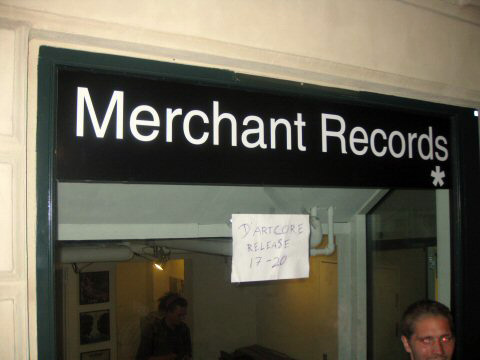 Merchant Records
*
D'ARTCORE
RELEASE
17-20